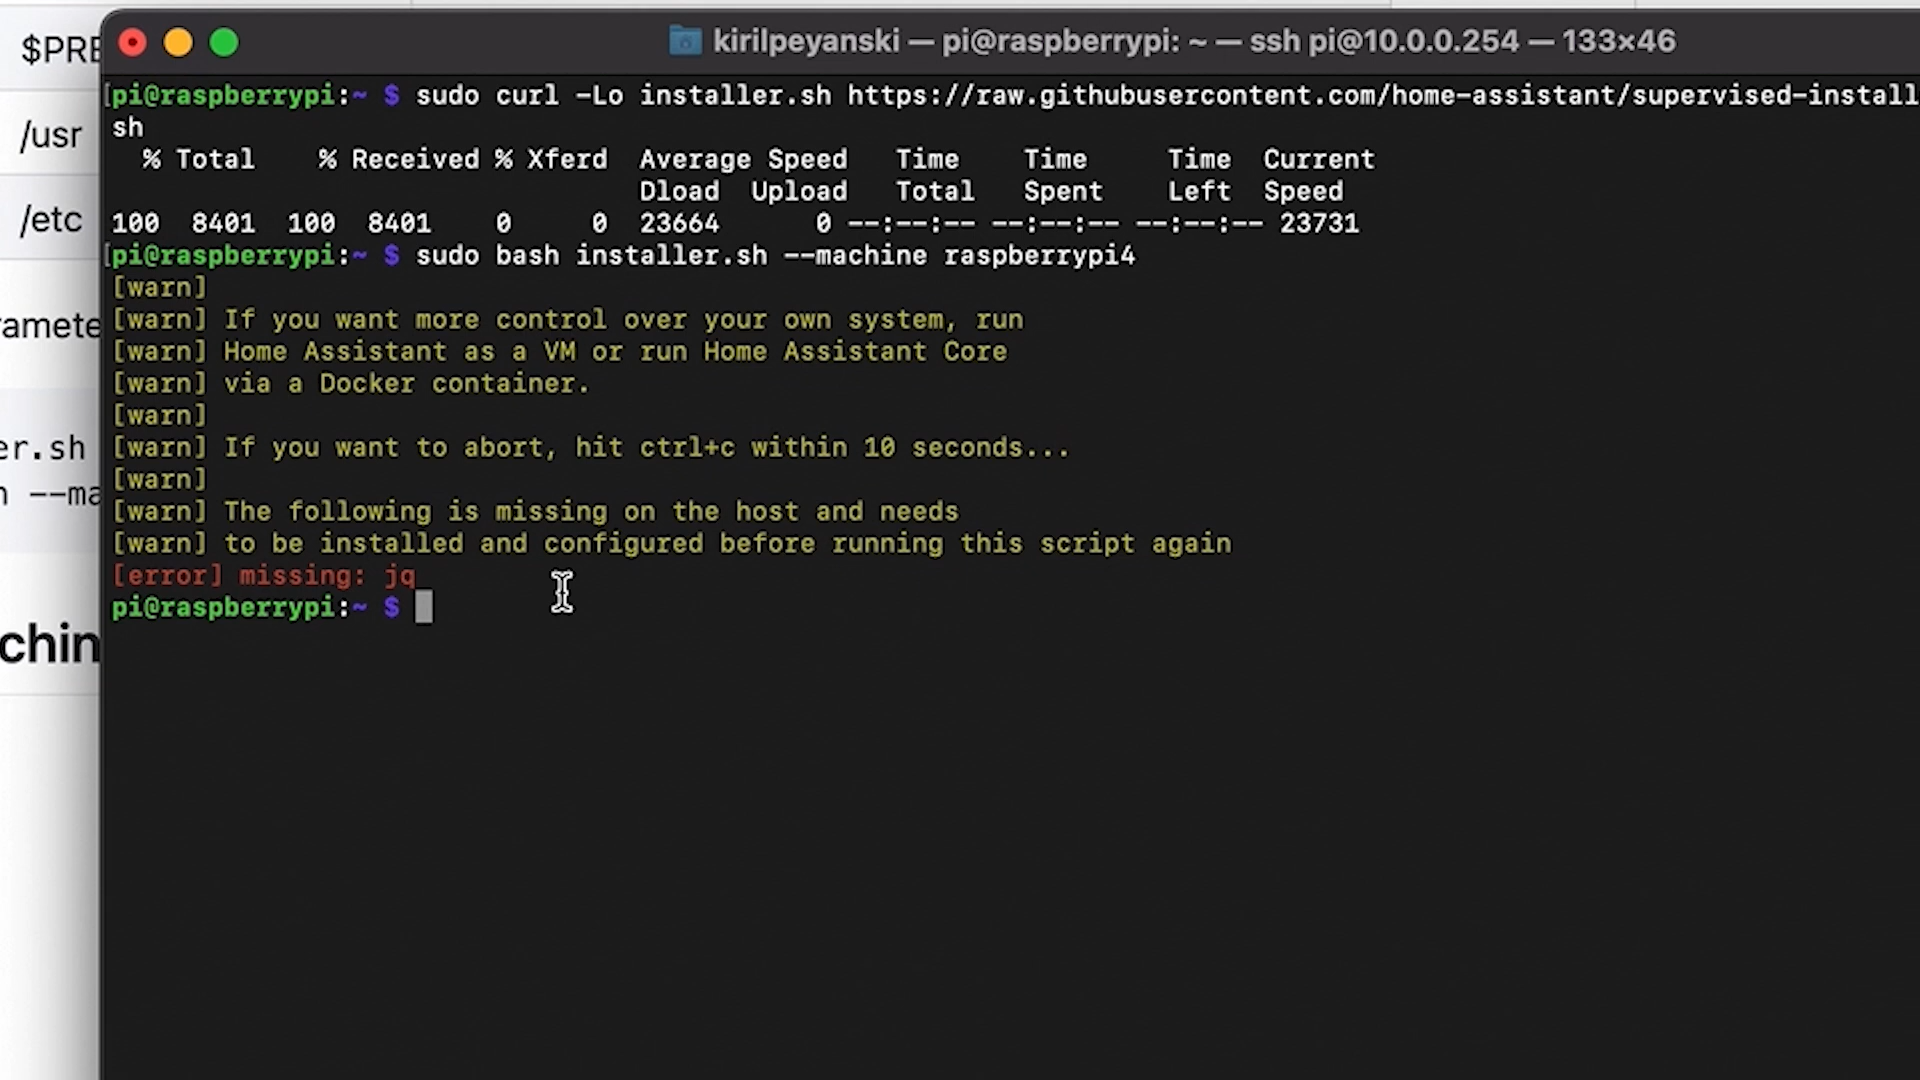 $PRE
/usr
/etc
ramete
er.sh
n --ma
chin
kirilpeyanski — pi@raspberrypi: ~ — ssh pi@10.0.0.254 — 133×46
pi@raspberrypi:~ $ sudo curl -Lo installer.sh https://raw.githubusercontent.com/home-assistant/supervised-install
sh
% Total % Received % Xferd Average Speed Time Time Time Current
Dload Upload Total Spent Left Speed
100 8401 100 8401 0 0 23664 0 --:--:-- --:--:-- --:--:-- 23731
pi@raspberrypi:~ $ sudo bash installer.sh --machine raspberrypi4
[warn]
[warn] If you want more control over your own system, run
[warn] Home Assistant as a VM or run Home Assistant Core
[warn] via a Docker container.
[warn]
[warn] If you want to abort, hit ctrl+c within 10 seconds...
[warn]
[warn] The following is missing on the host and needs
[warn] to be installed and configured before running this script again
[error] missing: jq
pi@raspberrypi:~ $